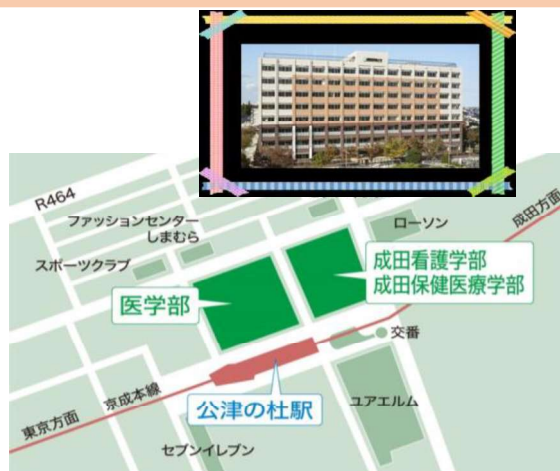 R464
ファッションセンター
しまむら
スポーツクラブ
ローソン
成田方面
成田看護学部
成田保健医療学部
医学部
交番
京成本線
東京方面
公津の杜駅
ユアエルム
セブンイレブン